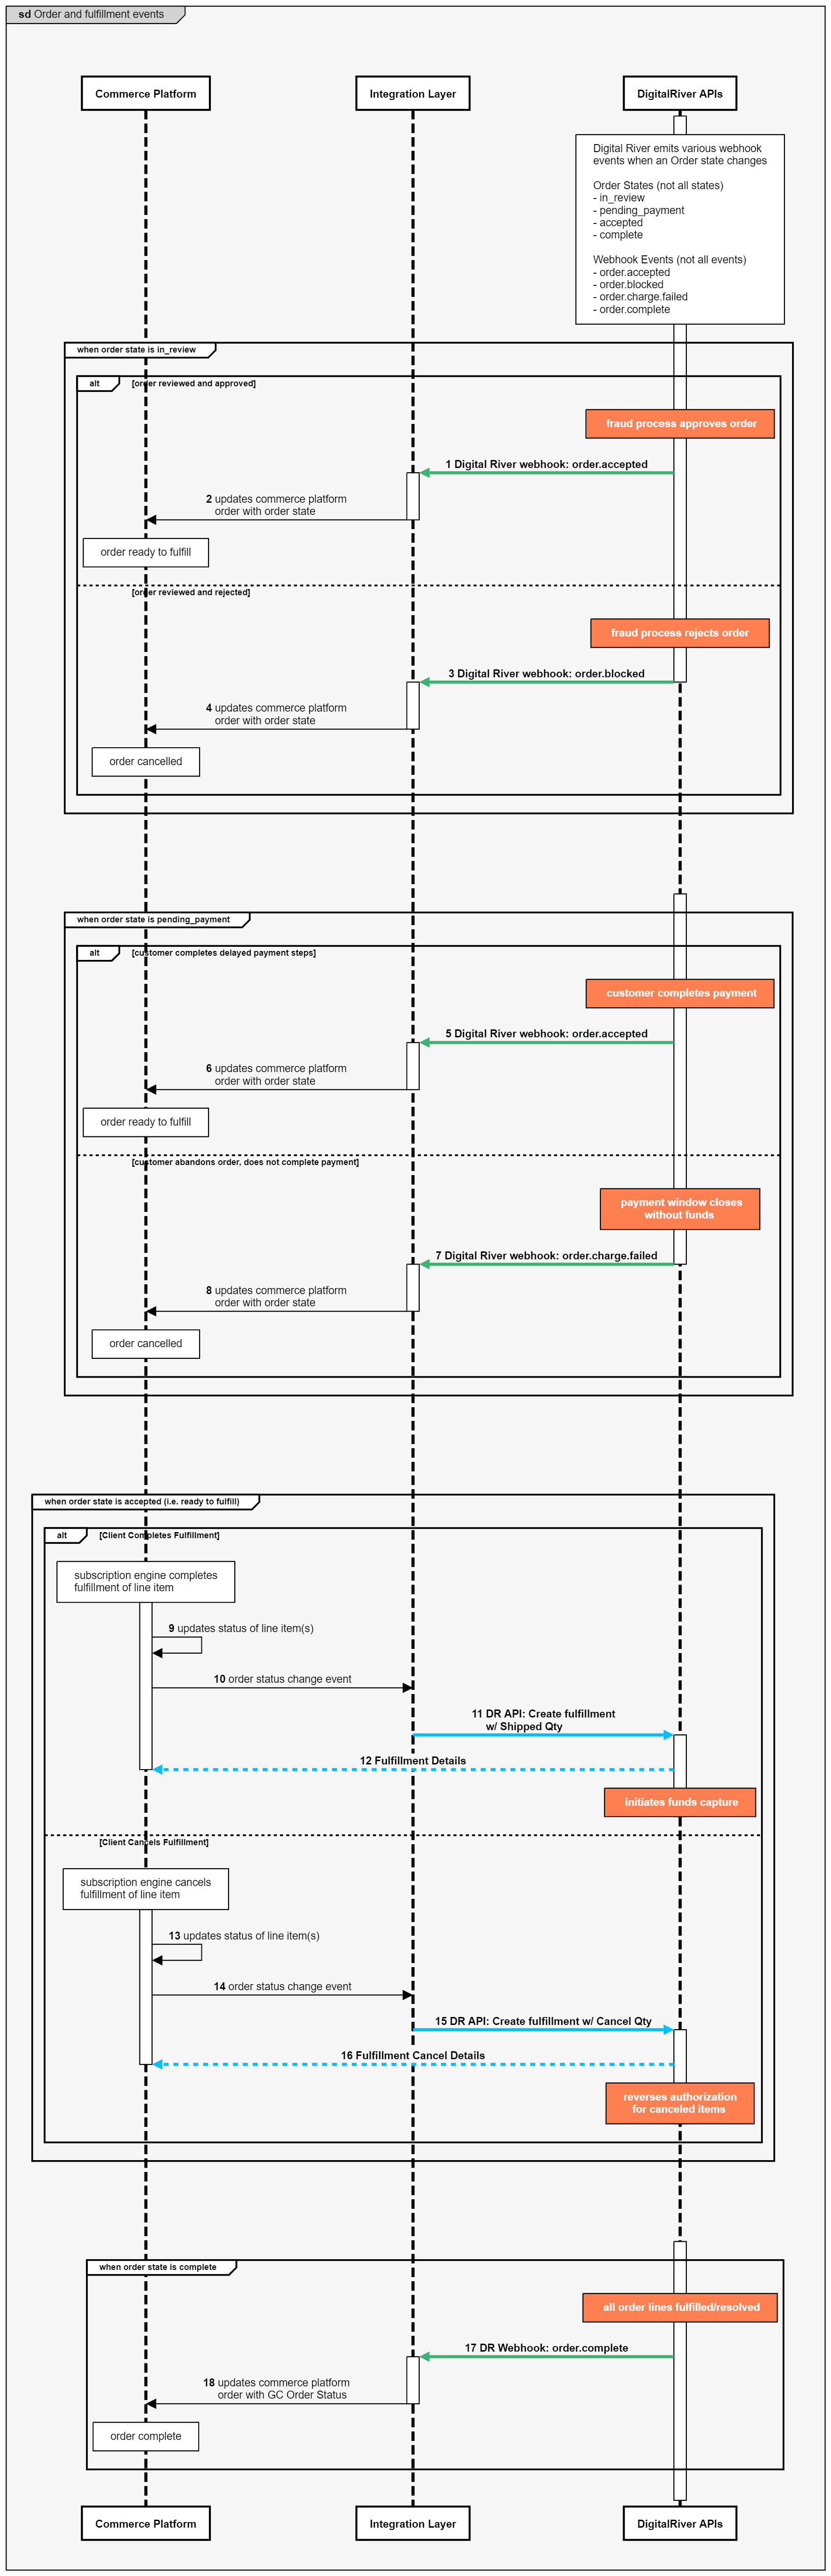 sd Order and fulfillment events
Commerce Platform
Integration Layer
DigitalRiver APIs
Digital River emits various webhook
events when an Order state changes
Order States (not all states)
- in_review
- pending_payment
- accepted
- complete
Webhook Events (not all events)
- order.accepted
- order.blocked
- order.charge.failed
- order.complete
when order state is in_review
alt
[order reviewed and approved]
fraud process approves order
1 Digital River webhook: order.accepted
2 updates commerce platform
order with order state
order ready to fulfill
[order reviewed and rejected]
fraud process rejects order
3 Digital River webhook: order.blocked
4 updates commerce platform
order with order state
order cancelled
when order state is pending_payment
alt
[customer completes delayed payment steps]
customer completes payment
5 Digital River webhook: order.accepted
6 updates commerce platform
order with order state
order ready to fulfill
[customer abandons order, does not complete payment]
payment window closes
without funds
7 Digital River webhook: order.charge.failed
8 updates commerce platform
order with order state
order cancelled
when order state is accepted (i.e. ready to fulfill)
alt
[Client Completes Fulfillment]
subscription engine completes
fulfillment of line item
9 updates status of line item(s)
10 order status change event
11 DR API: Create fulfillment
w/ Shipped Qty
12 Fulfillment Details
initiates funds capture
[Client Cancels Fulfillment]
subscription engine cancels
fulfillment of line item
13 updates status of line item(s)
14 order status change event
15 DR API: Create fulfillment w/ Cancel Qty
16 Fulfillment Cancel Details
reverses authorization
for canceled items
when order state is complete
all order lines fulfilled/resolved
17 DR Webhook: order.complete
18 updates commerce platform
order with GC Order Status
order complete
Commerce Platform
Integration Layer
DigitalRiver APIs